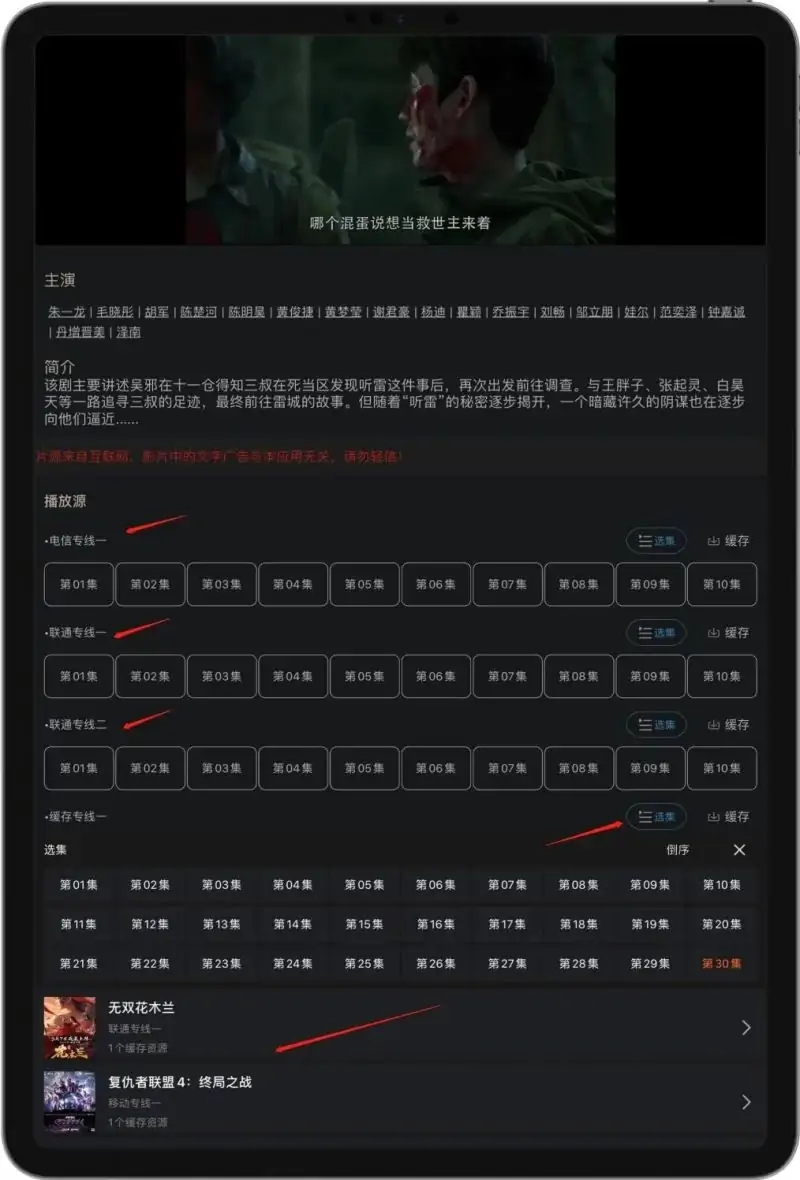 哪个混蛋说想当救世主来着
主演
朱一龙 | 毛晓彤 | 胡军 | 陈楚河 | 陈明昊 | 黄俊捷 | 黄梦莹 | 谢君豪 | 杨迪 | 瞿颖 | 乔振宇 | 刘畅 | 邹立朋 | 娃尔 | 范奕泽 | 钟嘉诚
| 丹增晋美 | 泽南
简介
该剧主要讲述吴邪在十一仓得知三叔在死当区发现听雷这件事后，再次出发前往调查。与王胖子、张起灵、白昊
天等一路追寻三叔的足迹，最终前往雷城的故事。但随着“听雷”的秘密逐步揭开，一个暗藏许久的阴谋也在逐步
向他们逼近……
片源来自互联网，影片中的文字广告与本应用无关，请勿轻信！
播放源
•电信专线一 选集 缓存
第01集 第02集 第03集 第04集 第05集 第06集 第07集 第08集 第09集 第10集
•联通专线一 选集 缓存
第01集 第02集 第03集 第04集 第05集 第06集 第07集 第08集 第09集 第10集
•联通专线二 选集 缓存
第01集 第02集 第03集 第04集 第05集 第06集 第07集 第08集 第09集 第10集
•缓存专线一 选集 缓存
选集 倒序
第01集 第02集 第03集 第04集 第05集 第06集 第07集 第08集 第09集 第10集
第11集 第12集 第13集 第14集 第15集 第16集 第17集 第18集 第19集 第20集
第21集 第22集 第23集 第24集 第25集 第26集 第27集 第28集 第29集 第30集
无双花木兰
联通专线一
1个缓存资源
复仇者联盟4：终局之战
移动专线一
1个缓存资源